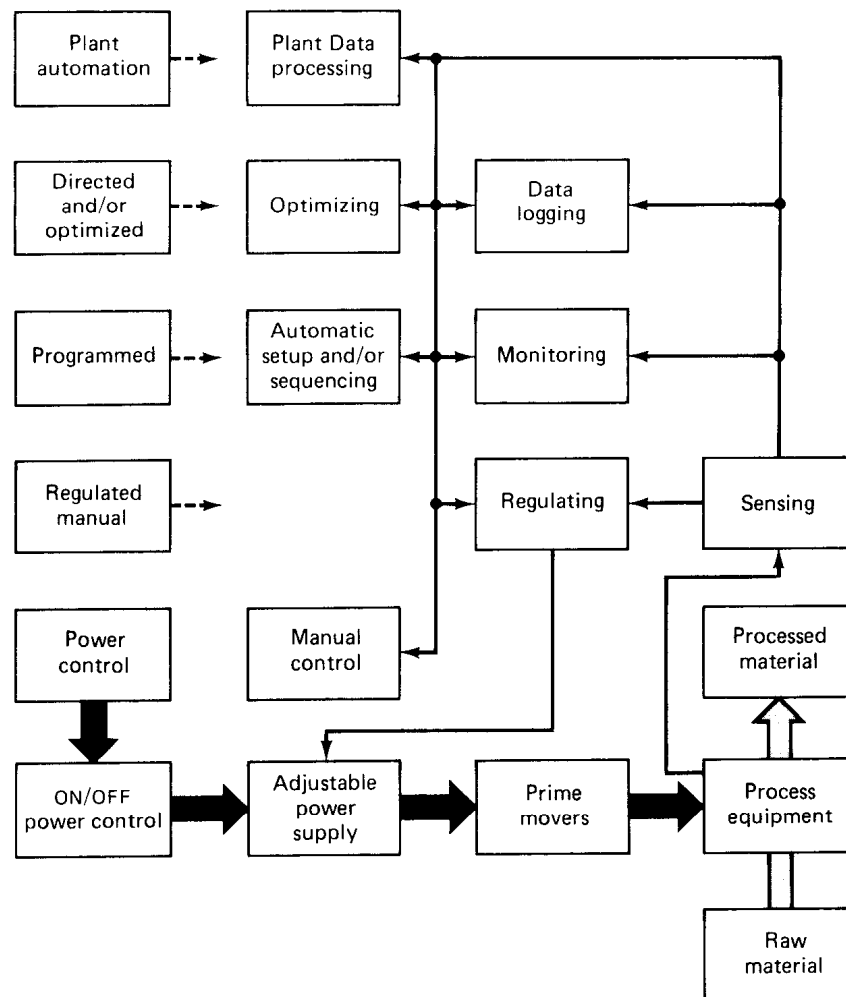 Plant
automation
Plant Data
processing
Directed
and/or
optimized
Optimizing
Data
logging
Programmed
Automatic
setup and/or
sequencing
Monitoring
Regulated
manual
Regulating
Sensing
Power
control
Manual
control
Processed
material
ON/OFF
power control
Adjustable
power
supply
Prime
movers
Process
equipment
Raw
material